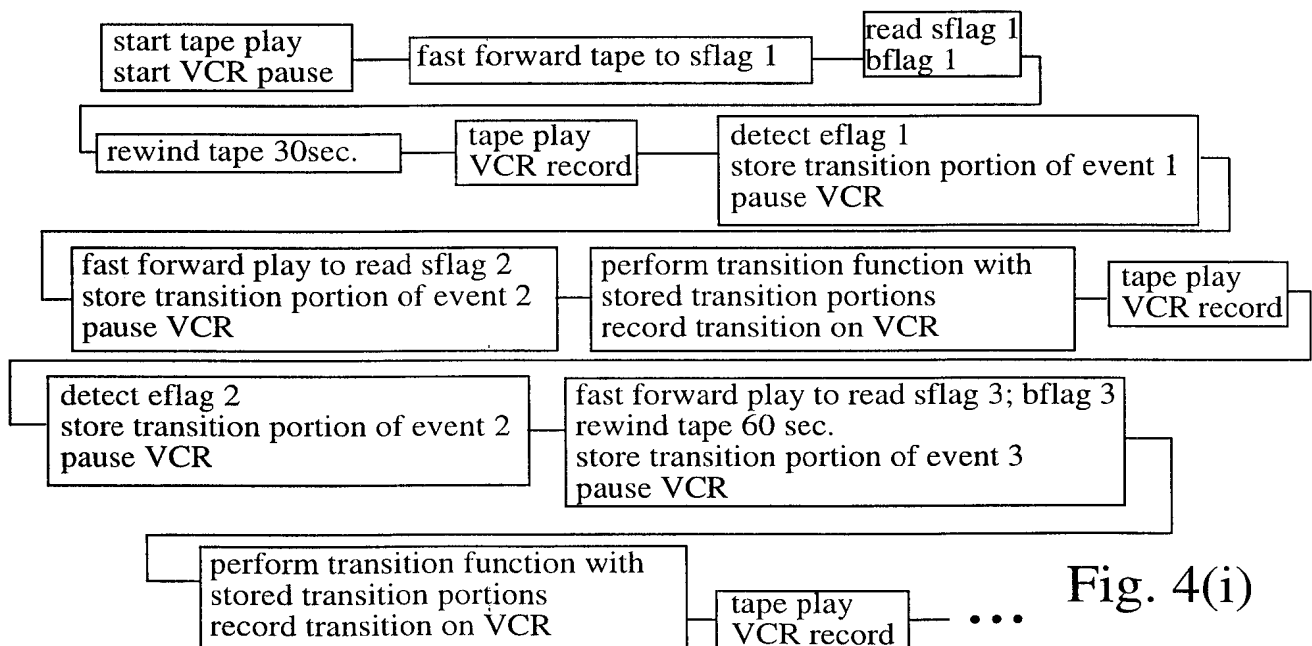 start tape play
start VCR pause
fast forward tape to sflag 1
read sflag 1
bflag 1
rewind tape 30sec.
tape play
VCR record
detect eflag 1
store transition portion of event 1
pause VCR
fast forward play to read sflag 2
store transition portion of event 2
pause VCR
perform transition function with
stored transition portions
record transition on VCR
tape play
VCR record
detect eflag 2
store transition portion of event 2
pause VCR
fast forward play to read sflag 3; bflag 3
rewind tape 60 sec.
store transition portion of event 3
pause VCR
perform transition function with
stored transition portions
record transition on VCR
tape play
VCR record
• • •
Fig. 4(i)